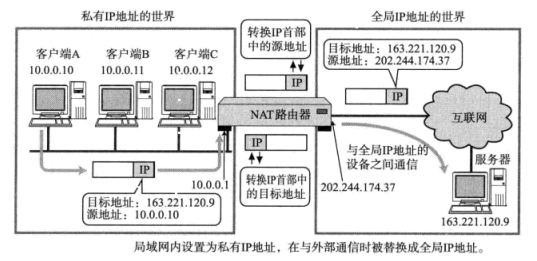 私有IP地址的世界
全局IP地址的世界
客户端A
10.0.0.10
客户端B
10.0.0.11
客户端C
10.0.0.12
转换IP首部
中的源地址
IP
目标地址：163.221.120.9
源地址：202.244.174.37
IP
NAT路由器
互联网
IP
与全局IP地址的
设备之间通信
服务器
IP
10.0.0.1
转换IP首部中
的目标地址
202.244.174.37
目标地址：163.221.120.9
源地址：10.0.0.10
163.221.120.9
局域网内设置为私有IP地址，在与外部通信时被替换成全局IP地址。